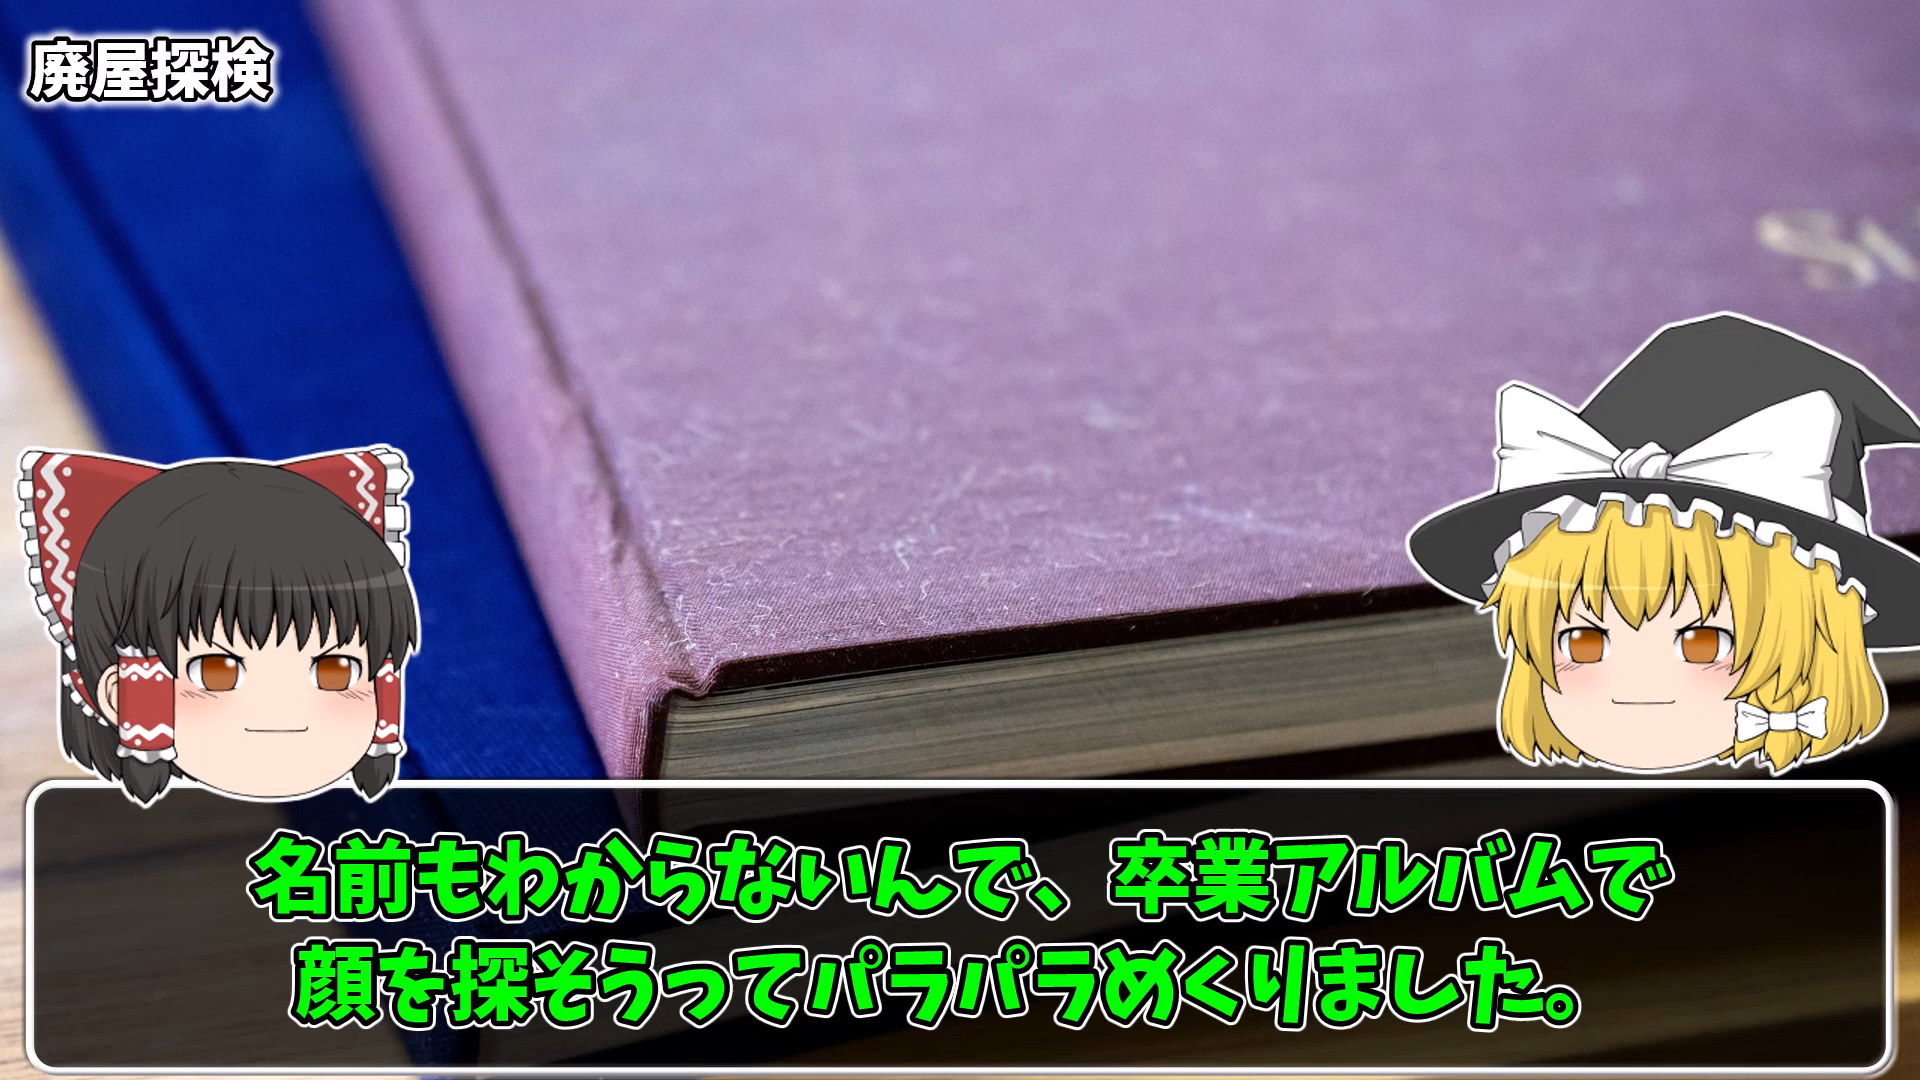 廃屋探検
名前もわからないんで、卒業アルバムで
顔を探そうってパラパラめくりました。